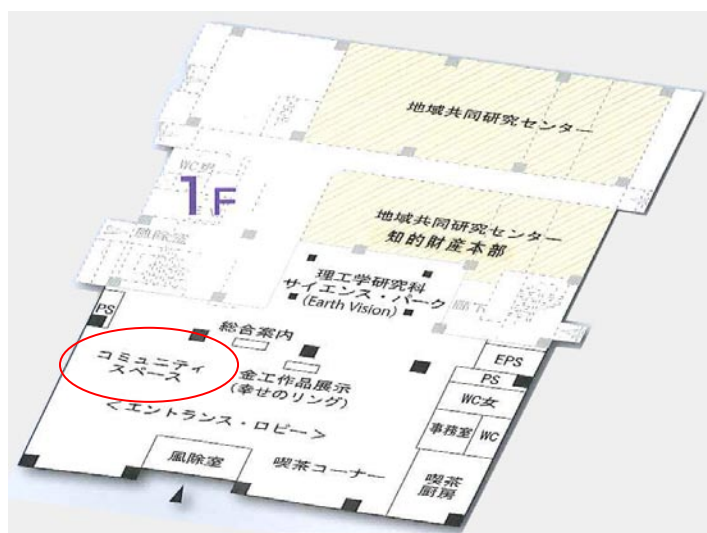 地域共同研究センター
WC男
1F
地域共同研究センター
知的財産本部
理工学研究科
サイエンス・パーク
(Earth Vision)
廊下
PS
総合案内
コミュニティ
スペース
金工作品展示
(幸せのリング)
<エントランス・ロビー>
EPS
PS
WC女
事務室
WC
風除室
喫茶コーナー
喫茶
厨房